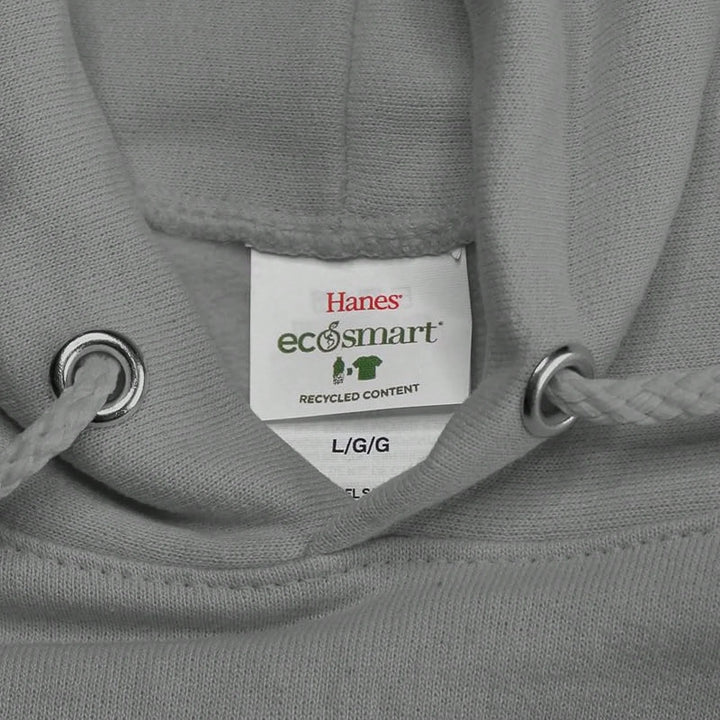 Hanes
ecosmart
RECYCLED CONTENT
L/G/G